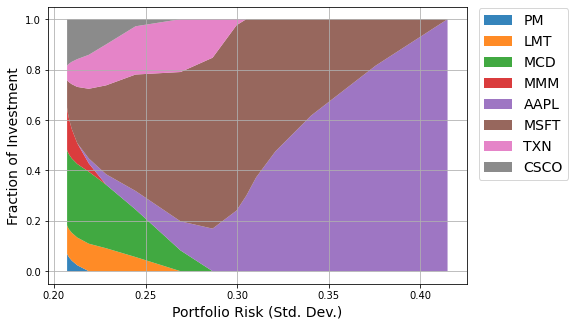 1.0
0.8
0.6
0.4
0.2
0.0
Fraction of Investment
0.20
0.25
0.30
0.35
0.40
Portfolio Risk (Std. Dev.)
PM
LMT
MCD
MMM
AAPL
MSFT
TXN
CSCO